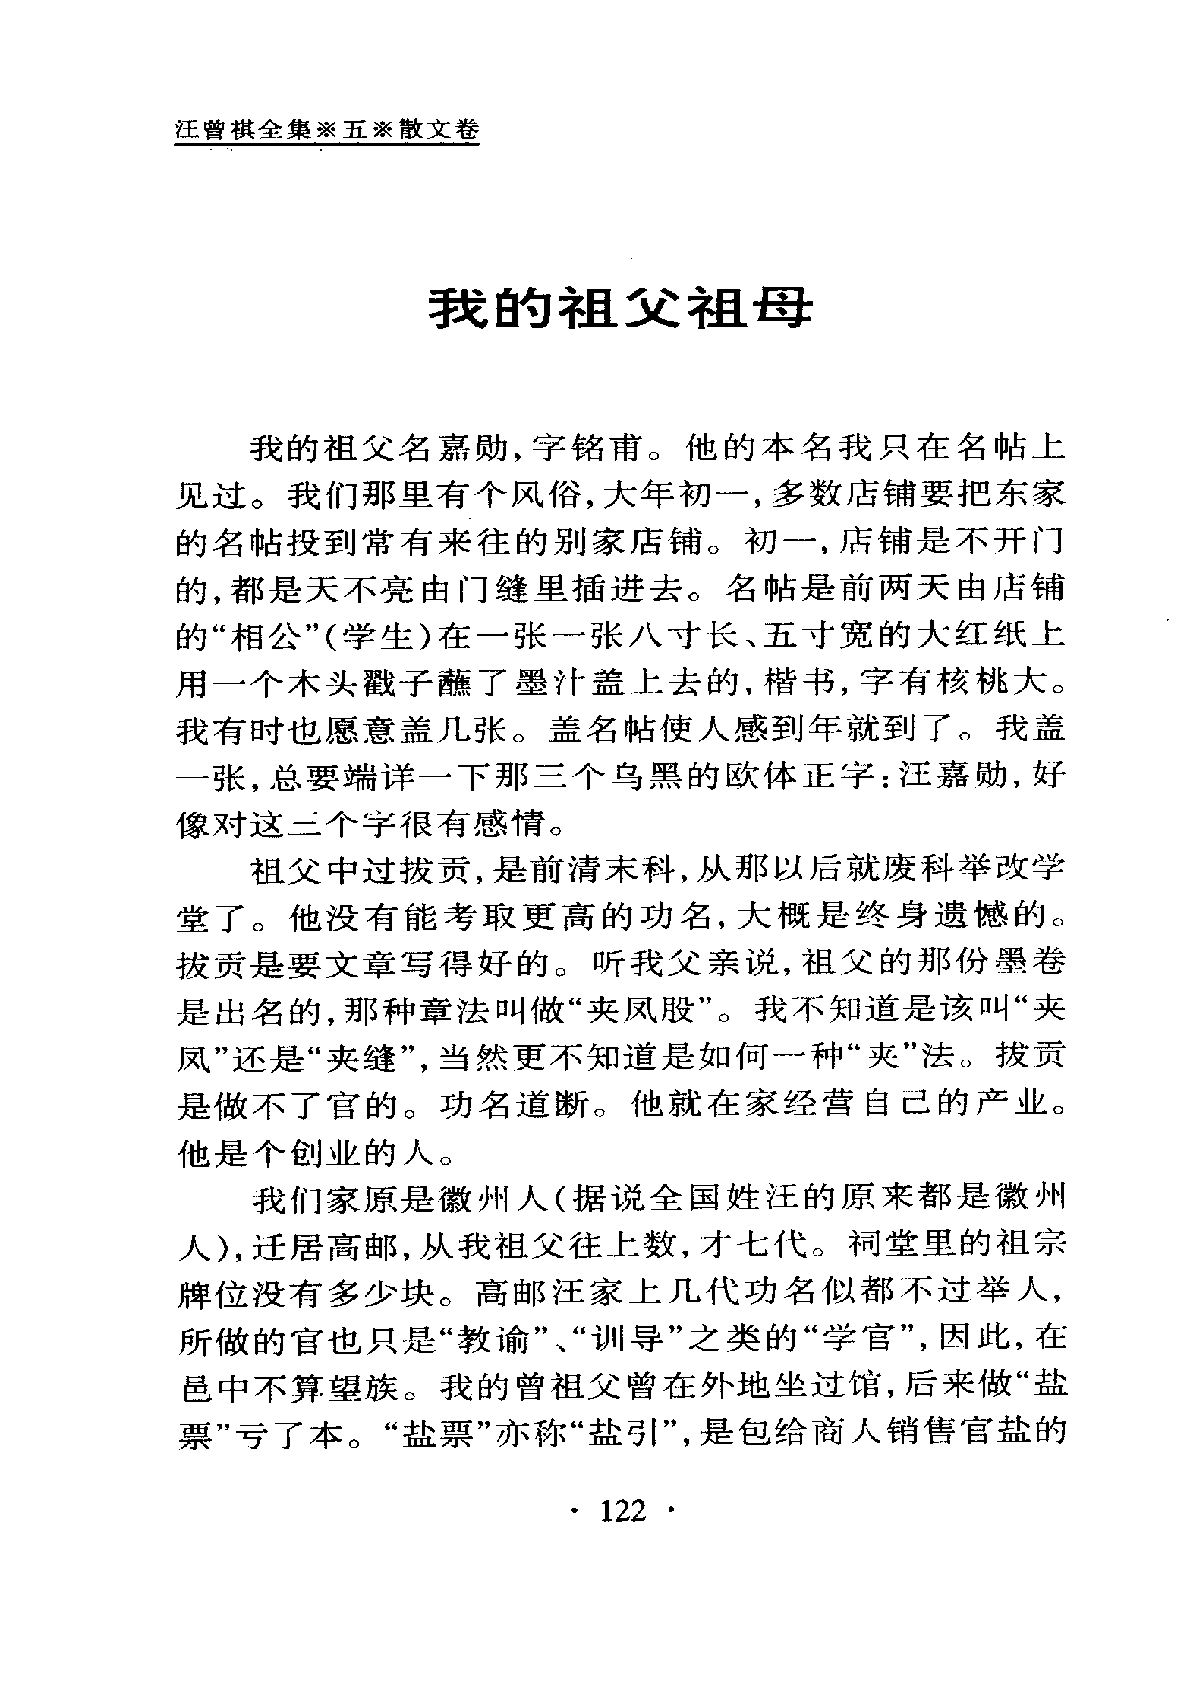 汪曾祺全集※五※散文卷
我的祖父祖母
我的祖父名嘉勋,字铭甫。他的本名我只在名帖上
见过。我们那里有个风俗,大年初一,多数店铺要把东家
的名帖投到常有来往的别家店铺。初一,店铺是不开门
的,都是天不亮由门缝里插进去。名帖是前两天由店铺
的“相公”(学生)在一张一张八寸长、五寸宽的大红纸上
用一个木头戳子蘸了墨汁盖上去的,楷书,字有核桃大。
我有时也愿意盖几张。盖名帖使人感到年就到了。我盖
一张,总要端详一下那三个乌黑的欧体正字:汪嘉勋,好
像对这三个字很有感情。
祖父中过拔贡,是前清末科,从那以后就废科举改学
堂了。他没有能考取更高的功名,大概是终身遗憾的。
拔贡是要文章写得好的。听我父亲说,祖父的那份墨卷
是出名的,那种章法叫做“夹凤股”。我不知道是该叫“夹
凤”还是“夹缝”,当然更不知道是如何一种“夹”法。拔贡
是做不了官的。功名道断。他就在家经营自己的产业。
他是个创业的人。
我们家原是徽州人(据说全国姓汪的原来都是徽州
人),迁居高邮,从我祖父往上数,才七代。祠堂里的祖宗
牌位没有多少块。高邮汪家上几代功名似都不过举人,
所做的官也只是“教谕”、“训导”之类的“学官”,因此,在
邑中不算望族。我的曾祖父曾在外地坐过馆,后来做“盐
票”亏了本。“盐票”亦称“盐引”,是包给商人销售官盐的
· 122 ·